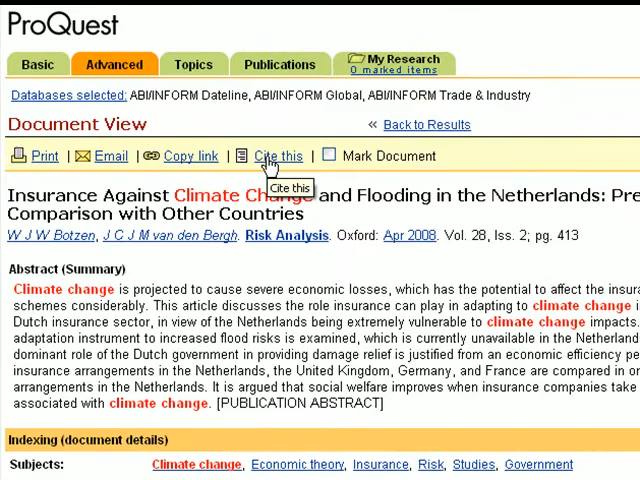 ProQuest
Basic Advanced Topics Publications My Research
0 marked items
Databases selected: ABI/INFORM Dateline, ABI/INFORM Global, ABI/INFORM Trade & Industry
Document View « Back to Results
Print | Email | Copy link | Cite this | Mark Document
Cite this
Insurance Against Climate Change and Flooding in the Netherlands:
Comparison with Other Countries
W J W Botzen, J C J M van den Bergh. Risk Analysis. Oxford: Apr 2008. Vol. 28, Iss. 2; pg. 413
Abstract (Summary)
Climate change is projected to cause severe economic losses, which has the potential to affect the
schemes considerably. This article discusses the role insurance can play in adapting to climate change
Dutch insurance sector, in view of the Netherlands being extremely vulnerable to climate change impacts.
adaptation instrument to increased flood risks is examined, which is currently unavailable in the
dominant role of the Dutch government in providing damage relief is justified from an economic efficiency
insurance arrangements in the Netherlands, the United Kingdom, Germany, and France are compared in
arrangements in the Netherlands. It is argued that social welfare improves when insurance companies take
associated with climate change. [PUBLICATION ABSTRACT]
Indexing (document details)
Subjects: Climate change, Economic theory, Insurance, Risk, Studies, Government